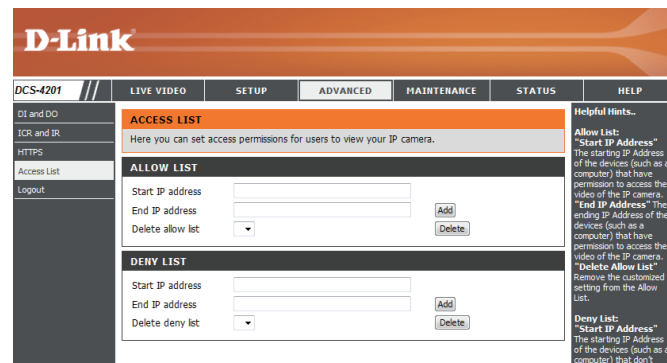 D-Link
DCS-4201
LIVE VIDEO
SETUP
ADVANCED
MAINTENANCE
STATUS
HELP
DI and DO
ICR and IR
HTTPS
Access List
Logout
ACCESS LIST
Here you can set access permissions for users to view your IP camera.
ALLOW LIST
Start IP address
End IP address
Add
Delete allow list
Delete
DENY LIST
Start IP address
End IP address
Add
Delete deny list
Delete
Helpful Hints..
Allow List:
"Start IP Address"
The starting IP Address
of the devices (such as a
computer) that have
permission to access the
video of the IP camera.
"End IP Address" The
ending IP Address of the
devices (such as a
computer) that have
permission to access the
video of the IP camera.
"Delete Allow List"
Remove the customized
setting from the Allow
List.
Deny List:
"Start IP Address"
The starting IP Address
of the devices (such as a
computer) that don't